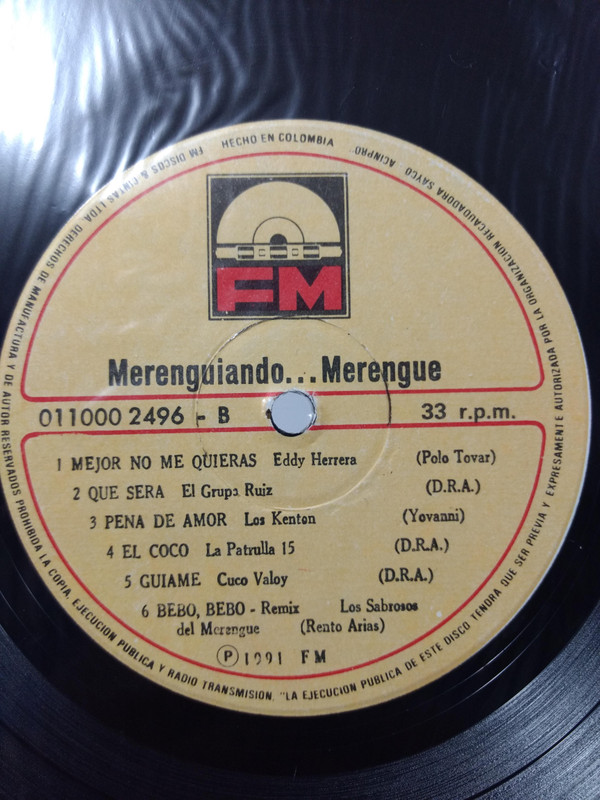 HECHO EN COLOMBIA
FM DISCOS & CINTAS LTDA. DERECHOS DE MANUFACTURA Y DE AUTOR RESERVADOS PROHIBIDA LA COPIA, EJECUCION PUBLICA Y RADIO TRANSMISION. "LA EJECUCION PUBLICA DE ESTE DISCO TENDRA QUE SER PREVIA Y EXPRESAMENTE AUTORIZADA POR LA ORGANIZACION RECAUDADORA SAYCO ACINPRO.
FM
Merenguiando...Merengue
011000 2496 - B 33 r.p.m.
1 MEJOR NO ME QUIERAS Eddy Herrera (Polo Tovar)
2 QUE SERA El Grupo Ruiz (D.R.A.)
3 PENA DE AMOR Los Kenton (Yovanni)
4 EL COCO La Patrulla 15 (D.R.A.)
5 GUIAME Cuco Valoy (D.R.A.)
6 BEBO, BEBO - Remix Los Sabrosos
del Merengue (Rento Arias)
Ⓟ 1991 FM